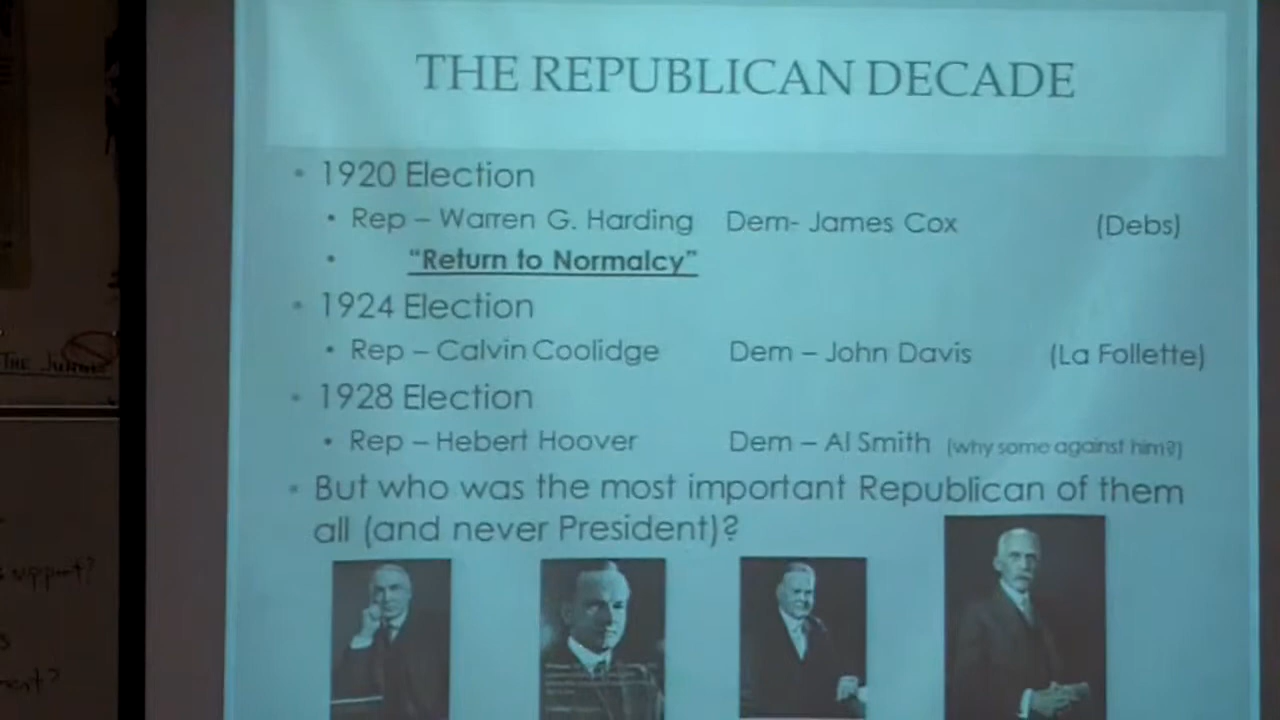 THE REPUBLICAN DECADE
• 1920 Election
• Rep – Warren G. Harding Dem- James Cox (Debs)
• "Return to Normalcy"
• 1924 Election
• Rep – Calvin Coolidge Dem – John Davis (La Follette)
• 1928 Election
• Rep – Hebert Hoover Dem – Al Smith (why some against him?)
• But who was the most important Republican of them
all (and never President)?
THE